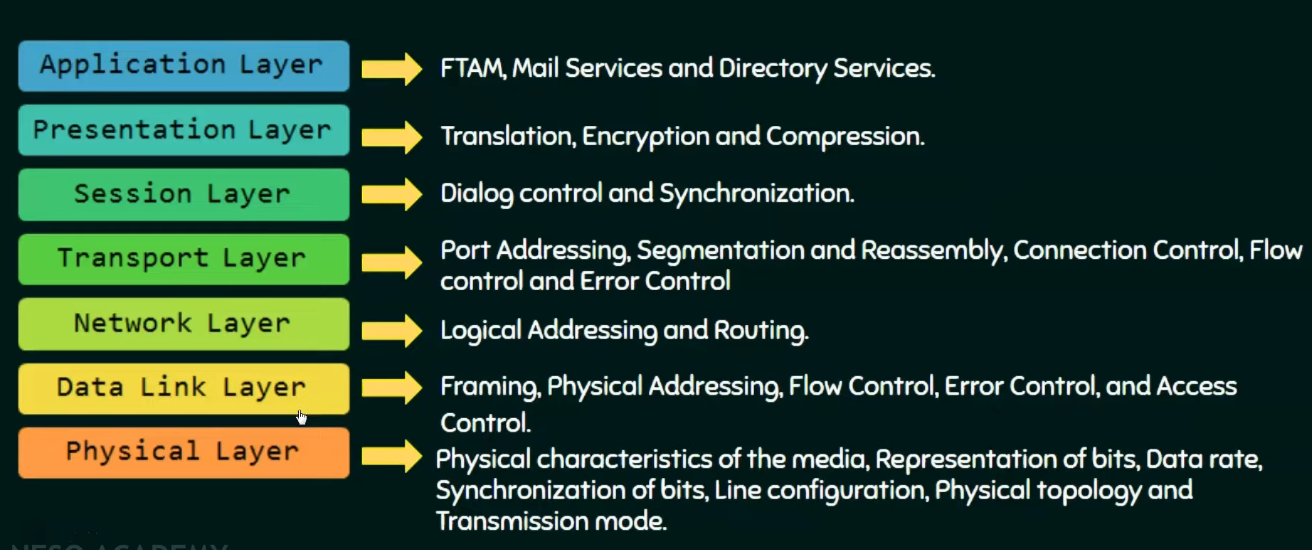 Application Layer
FTAM, Mail Services and Directory Services.
Presentation Layer
Translation, Encryption and Compression.
Session Layer
Dialog control and Synchronization.
Transport Layer
Port Addressing, Segmentation and Reassembly, Connection Control, Flow
control and Error Control
Network Layer
Logical Addressing and Routing.
Data Link Layer
Framing, Physical Addressing, Flow Control, Error Control, and Access
Control.
Physical Layer
Physical characteristics of the media, Representation of bits, Data rate,
Synchronization of bits, Line configuration, Physical topology and
Transmission mode.
NESO ACADEMY